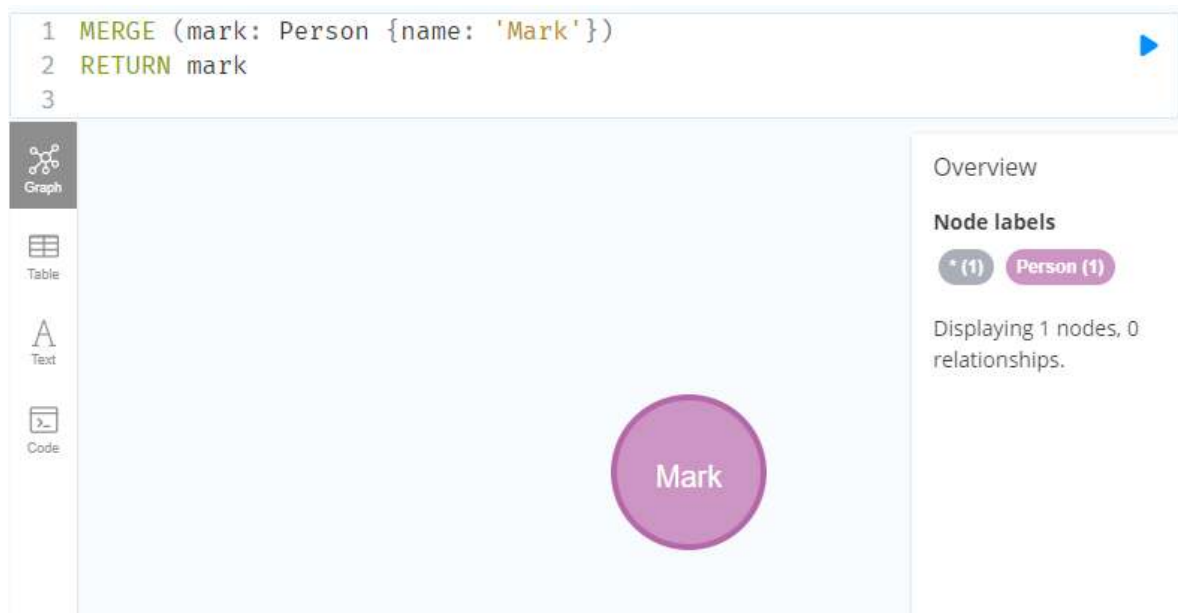 1 MERGE (mark: Person {name: 'Mark'})
2 RETURN mark
3
Graph
Table
Text
Code
Mark
Overview
Node labels
* (1) Person (1)
Displaying 1 nodes, 0
relationships.